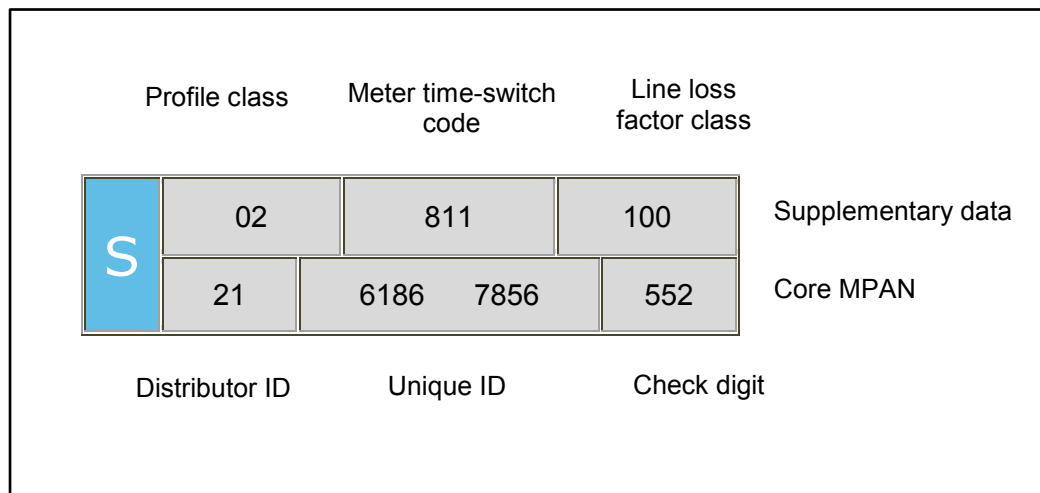 Profile class
Meter time-switch
code
Line loss
factor class
S
02
811
100
Supplementary data
21
6186 7856
552
Core MPAN
Distributor ID
Unique ID
Check digit